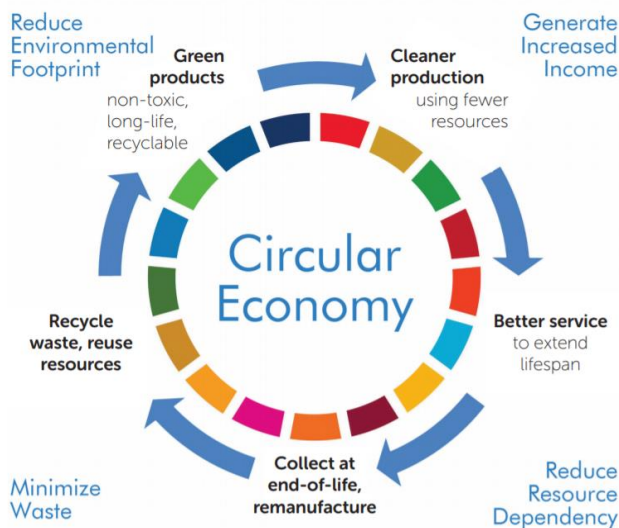 Reduce
Environmental
Footprint
Generate
Increased
Income
Green
products
non-toxic,
long-life,
recyclable
Cleaner
production
using fewer
resources
Circular
Economy
Better service
to extend
lifespan
Recycle
waste, reuse
resources
Collect at
end-of-life,
remanufacture
Minimize
Waste
Reduce
Resource
Dependency